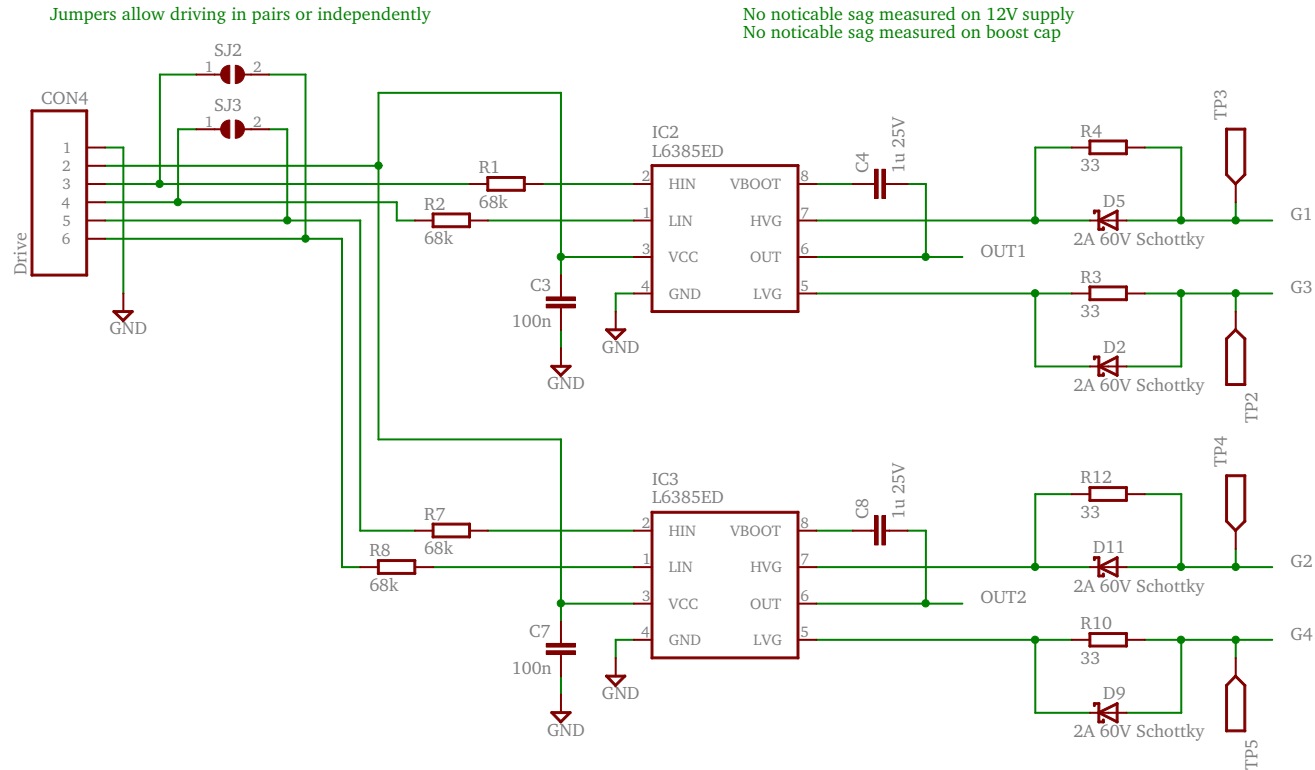 Jumpers allow driving in pairs or independently
No noticable sag measured on 12V supply
No noticable sag measured on boost cap
SJ2
1 2
SJ3
1 2
CON4
1
2
3
4
5
6
Drive
GND
R1
68k
R2
68k
C3
100n
GND
GND
IC2
L6385ED
2 HIN VBOOT 8
1 LIN HVG 7
3 VCC OUT 6
4 GND LVG 5
C4
1u 25V
OUT1
R4
33
D5
2A 60V Schottky
TP3
G1
R3
33
D2
2A 60V Schottky
TP2
G3
R7
68k
R8
68k
C7
100n
GND
GND
IC3
L6385ED
2 HIN VBOOT 8
1 LIN HVG 7
3 VCC OUT 6
4 GND LVG 5
C8
1u 25V
OUT2
R12
33
D11
2A 60V Schottky
TP4
G2
R10
33
D9
2A 60V Schottky
TP5
G4